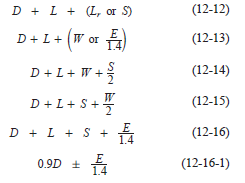 D + L + (Lr or S) (12-12)
D + L + (W or E/1.4) (12-13)
D + L + W + S/2 (12-14)
D + L + S + W/2 (12-15)
D + L + S + E/1.4 (12-16)
0.9D ± E/1.4 (12-16-1)